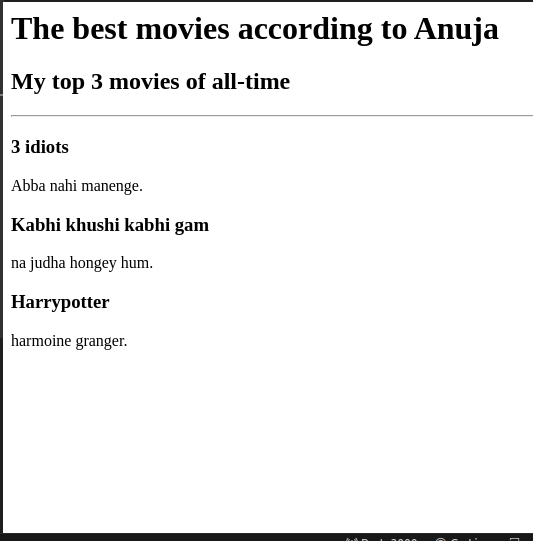 The best movies according to Anuja
My top 3 movies of all-time
3 idiots
Abba nahi manenge.
Kabhi khushi kabhi gam
na judha hongey hum.
Harrypotter
harmoine granger.